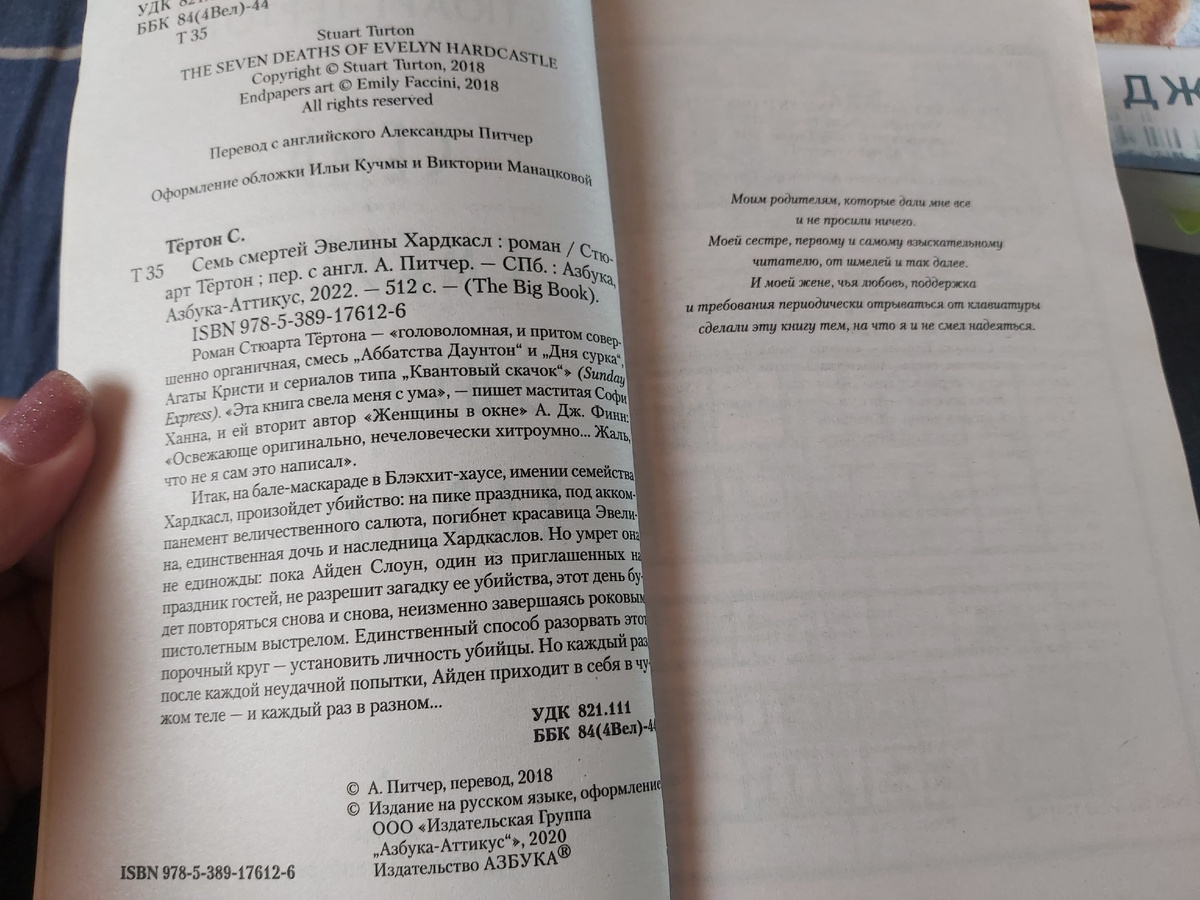 УДК 821.
ББК 84(4Вел)-44
Т 35
Stuart Turton
THE SEVEN DEATHS OF EVELYN HARDCASTLE
Copyright © Stuart Turton, 2018
Endpapers art © Emily Faccini, 2018
All rights reserved
Перевод с английского Александры Питчер
Оформление обложки Ильи Кучмы и Виктории Манацковой
Тёртон С.
Т 35 Семь смертей Эвелины Хардкасл : роман / Стю-
арт Тёртон ; пер. с англ. А. Питчер. — СПб. : Азбука,
Азбука-Аттикус, 2022. — 512 с. — (The Big Book).
ISBN 978-5-389-17612-6
Роман Стюарта Тёртона — «головоломная, и притом совер-
шенно органичная, смесь „Аббатства Даунтон“ и „Дня сурка“,
Агаты Кристи и сериалов типа „Квантовый скачок“» (Sunday
Express). «Эта книга свела меня с ума», — пишет маститая Софи
Ханна, и ей вторит автор «Женщины в окне» А. Дж. Финн:
«Освежающе оригинально, нечеловечески хитроумно... Жаль,
что не я сам это написал».
Итак, на бале-маскараде в Блэкхит-хаусе, имении семейства
Хардкасл, произойдет убийство: на пике праздника, под акком-
панемент величественного салюта, погибнет красавица Эвели-
на, единственная дочь и наследница Хардкаслов. Но умрет она
не единожды: пока Айден Слоун, один из приглашенных на
праздник гостей, не разрешит загадку ее убийства, этот день бу-
дет повторяться снова и снова, неизменно завершаясь роковым
пистолетным выстрелом. Единственный способ разорвать этот
порочный круг — установить личность убийцы. Но каждый раз
после каждой неудачной попытки, Айден приходит в себя в чу-
жом теле — и каждый раз в разном...
УДК 821.111
ББК 84(4Вел)-44
© А. Питчер, перевод, 2018
© Издание на русском языке, оформление
ООО «Издательская Группа
„Азбука-Аттикус“», 2020
Издательство АЗБУКА®
ISBN 978-5-389-17612-6
Моим родителям, которые дали мне все
и не просили ничего.
Моей сестре, первому и самому взыскательному
читателю, от шмелей и так далее.
И моей жене, чья любовь, поддержка
и требования периодически отрываться от клавиатуры
сделали эту книгу тем, на что я и не смел надеяться.
ДЖ